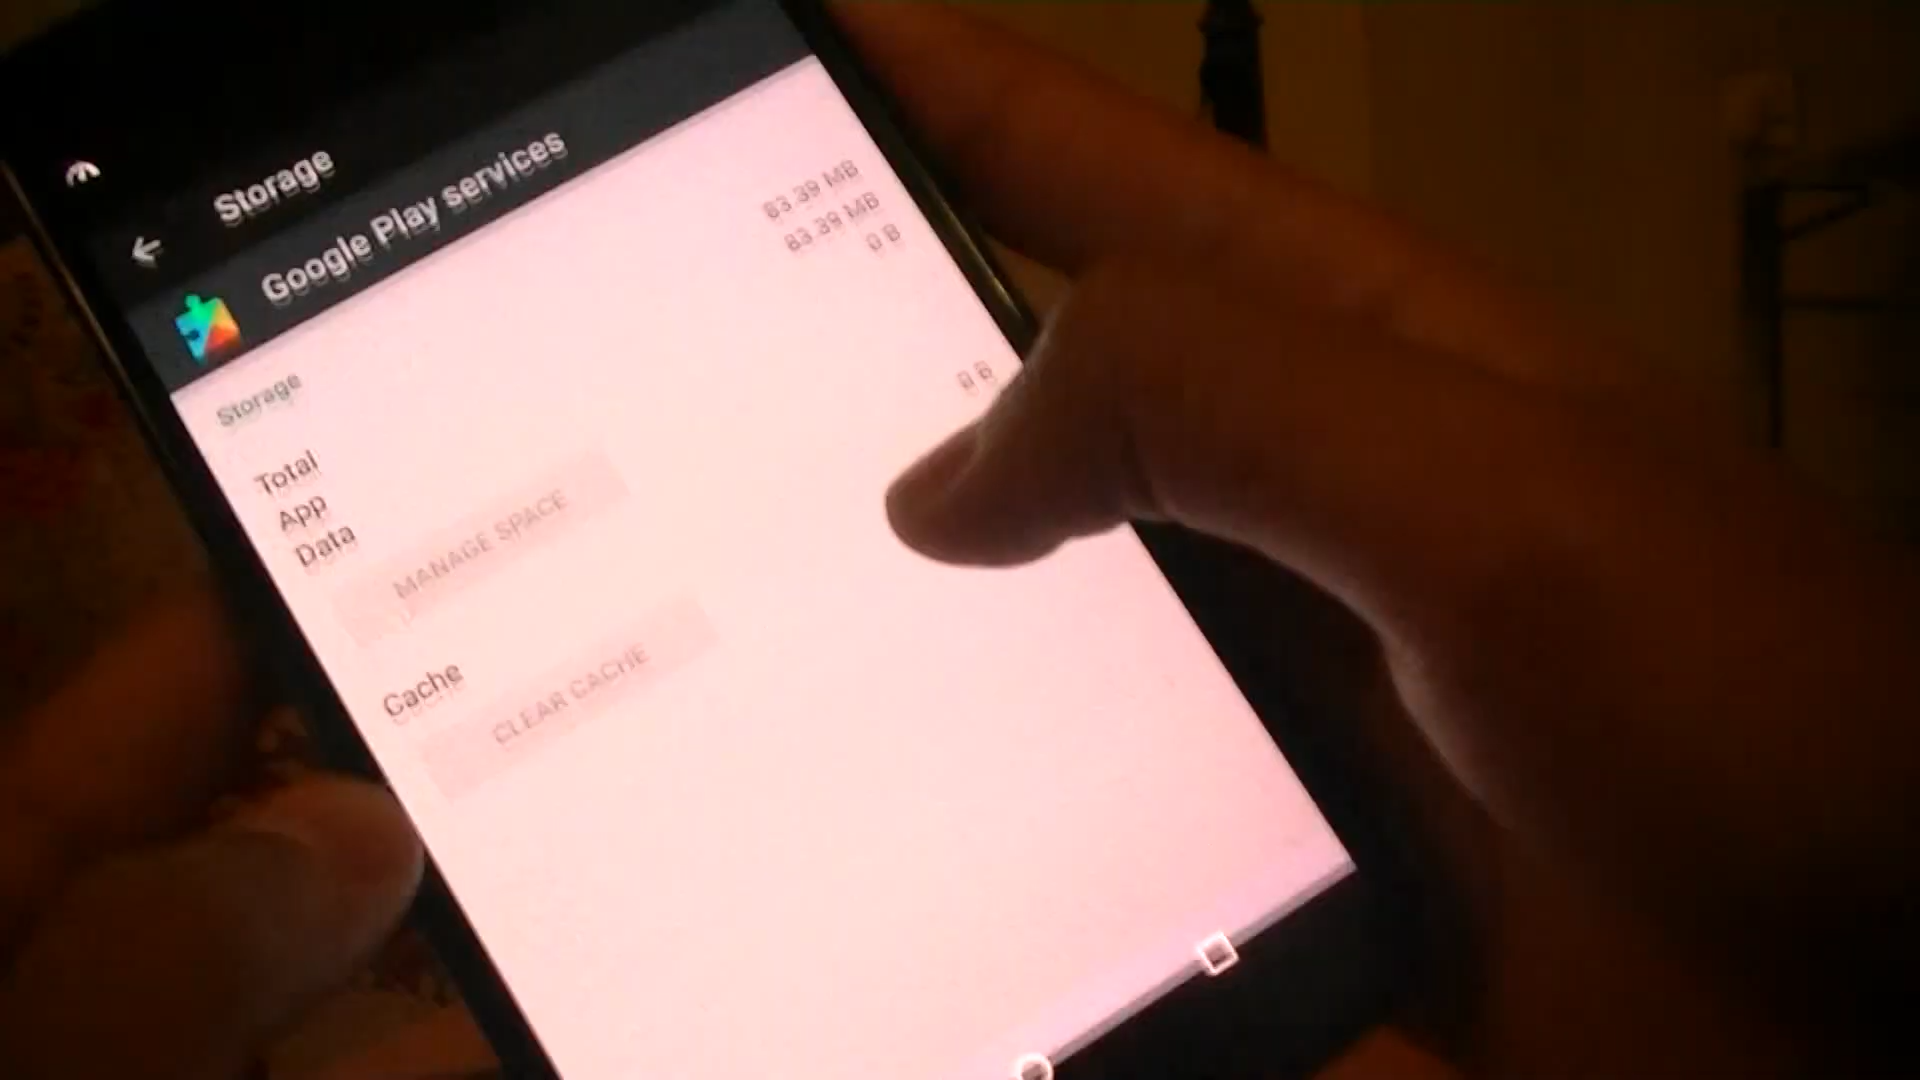 Storage
Google Play services
Storage
Total 83.39 MB
App 83.39 MB
Data 0 B
MANAGE SPACE
Cache 0 B
CLEAR CACHE